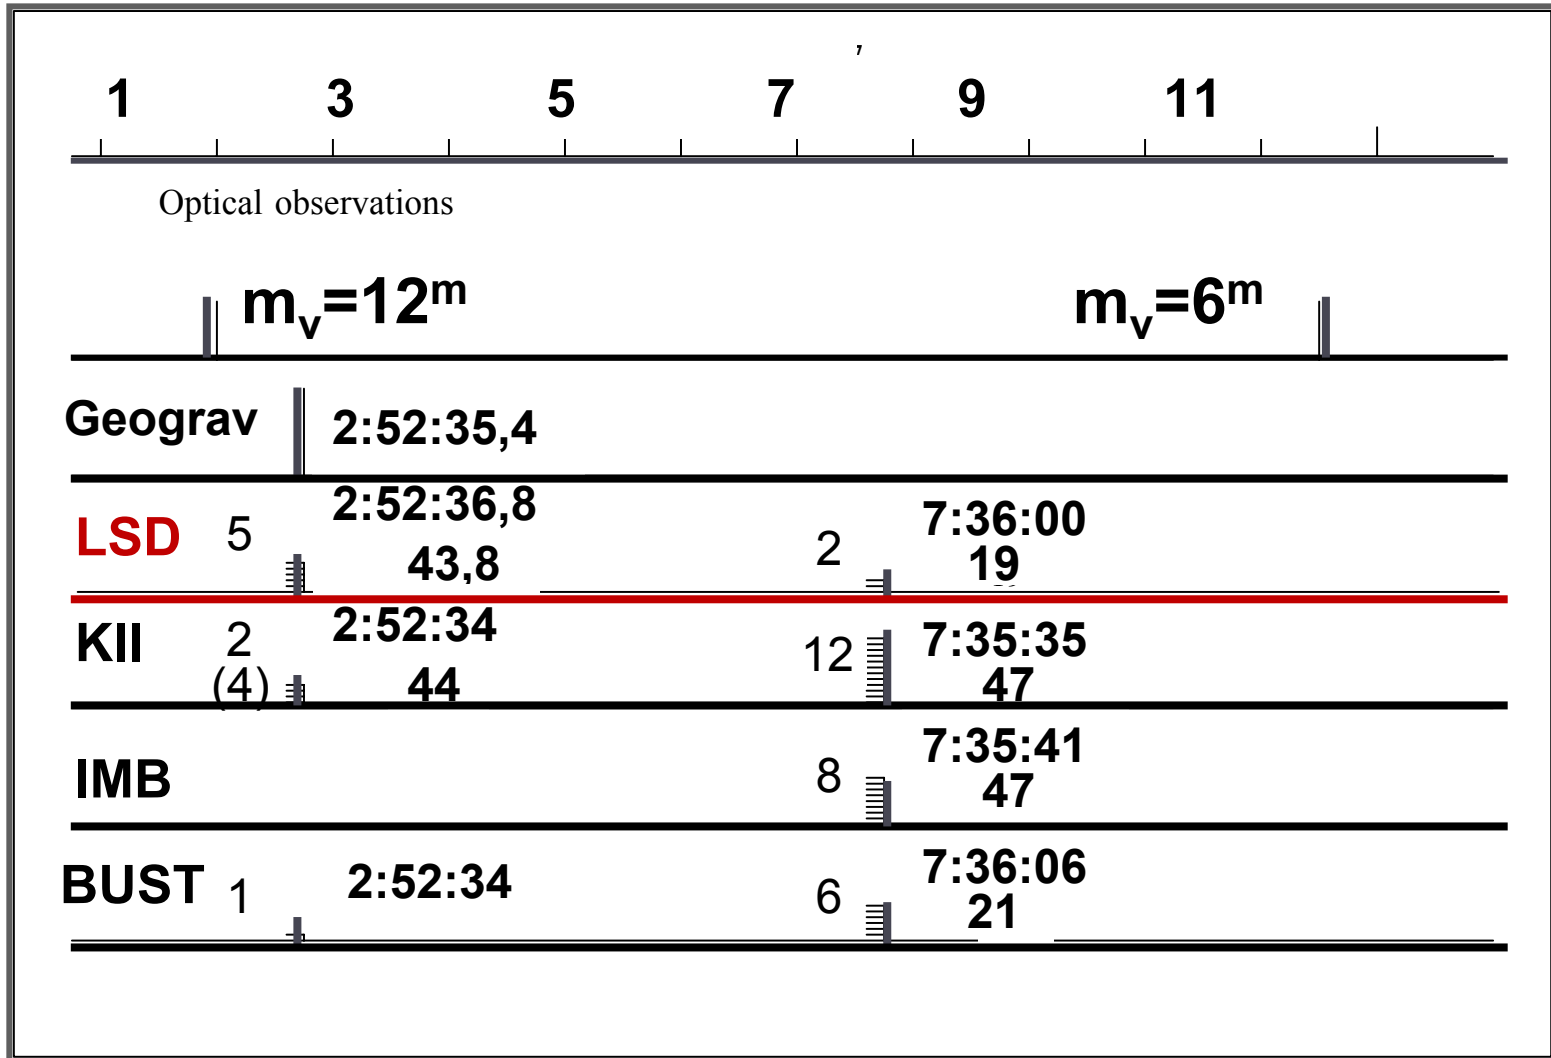 ,
1 3 5 7 9 11
Optical observations
mᵥ=12ᵐ mᵥ=6ᵐ
Geograv 2:52:35,4
LSD 5 2:52:36,8 2 7:36:00
43,8 19
KII 2 2:52:34 12 7:35:35
(4) 44 47
IMB 8 7:35:41
47
BUST 1 2:52:34 6 7:36:06
21